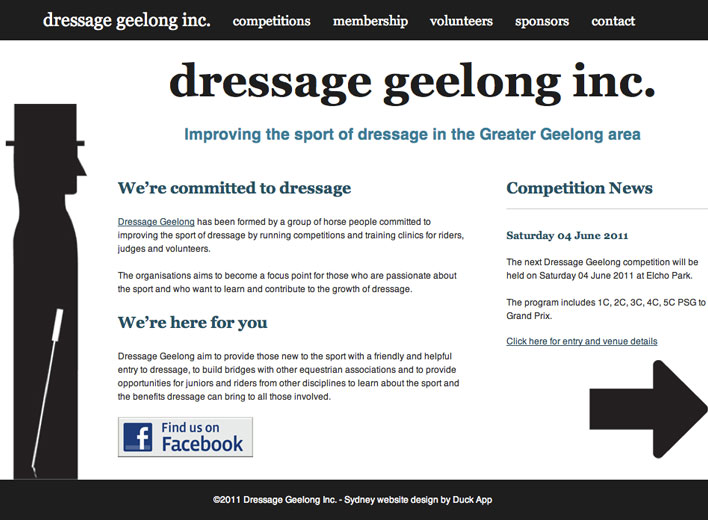 dressage geelong inc. competitions membership volunteers sponsors contact
dressage geelong inc.
Improving the sport of dressage in the Greater Geelong area
We're committed to dressage
Dressage Geelong has been formed by a group of horse people committed to
improving the sport of dressage by running competitions and training clinics for riders,
judges and volunteers.
The organisations aims to become a focus point for those who are passionate about
the sport and who want to learn and contribute to the growth of dressage.
We're here for you
Dressage Geelong aim to provide those new to the sport with a friendly and helpful
entry to dressage, to build bridges with other equestrian associations and to provide
opportunities for juniors and riders from other disciplines to learn about the sport and
the benefits dressage can bring to all those involved.
f Find us on
Facebook
Competition News
Saturday 04 June 2011
The next Dressage Geelong competition will be
held on Saturday 04 June 2011 at Elcho Park.
The program includes 1C, 2C, 3C, 4C, 5C PSG to
Grand Prix.
Click here for entry and venue details
©2011 Dressage Geelong Inc. - Sydney website design by Duck App